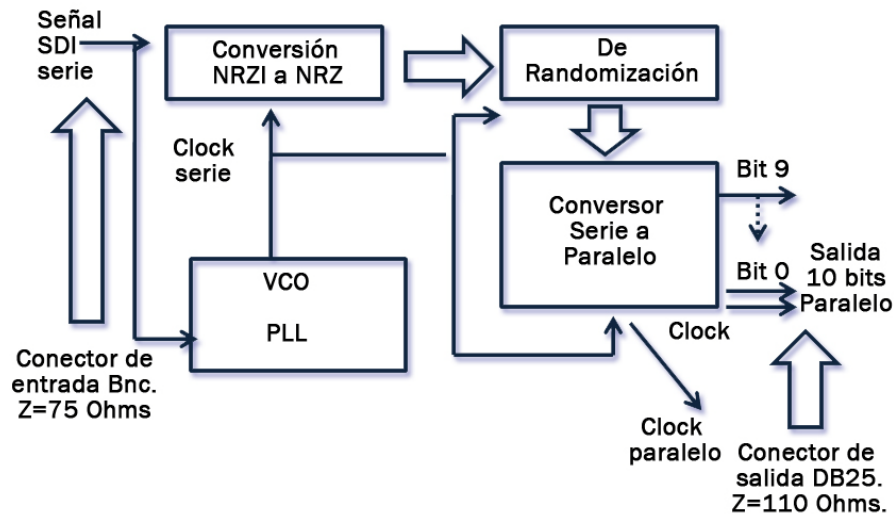 Señal
SDI
serie
Conversión
NRZI a NRZ
De
Randomización
Clock
serie
Conversor
Serie a
Paralelo
Bit 9
Bit 0
Salida
10 bits
Paralelo
VCO
PLL
Clock
Conector de
entrada Bnc.
Z=75 Ohms
Clock
paralelo
Conector de
salida DB25.
Z=110 Ohms.